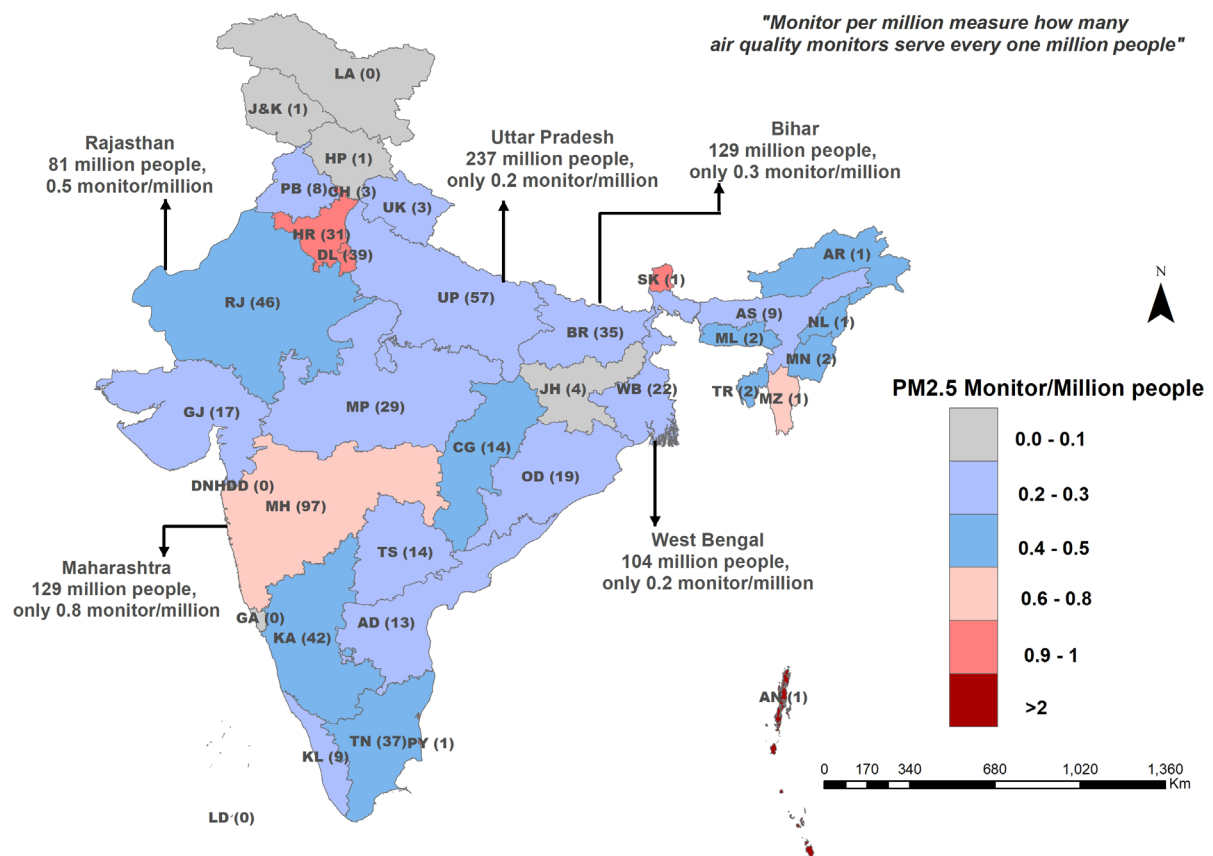 "Monitor per million measure how many
air quality monitors serve every one million people"
LA (0)
J&K (1)
Rajasthan
81 million people,
0.5 monitor/million
Uttar Pradesh
237 million people,
only 0.2 monitor/million
Bihar
129 million people,
only 0.3 monitor/million
HP (1)
PB (8)
CH (3)
UK (3)
HR (31)
DL (39)
RJ (46)
UP (57)
BR (35)
SK (1)
AR (1)
AS (9)
NL (1)
ML (2)
MN (2)
TR (2)
MZ (1)
N
GJ (17)
MP (29)
JH (4)
WB (22)
CG (14)
OD (19)
DNHDD (0)
MH (97)
TS (14)
Maharashtra
129 million people,
only 0.8 monitor/million
West Bengal
104 million people,
only 0.2 monitor/million
GA (0)
KA (42)
AD (13)
AN (1)
TN (37)
PY (1)
KL (9)
LD (0)
PM2.5 Monitor/Million people
0.0 - 0.1
0.2 - 0.3
0.4 - 0.5
0.6 - 0.8
0.9 - 1
>2
0 170 340 680 1,020 1,360
Km